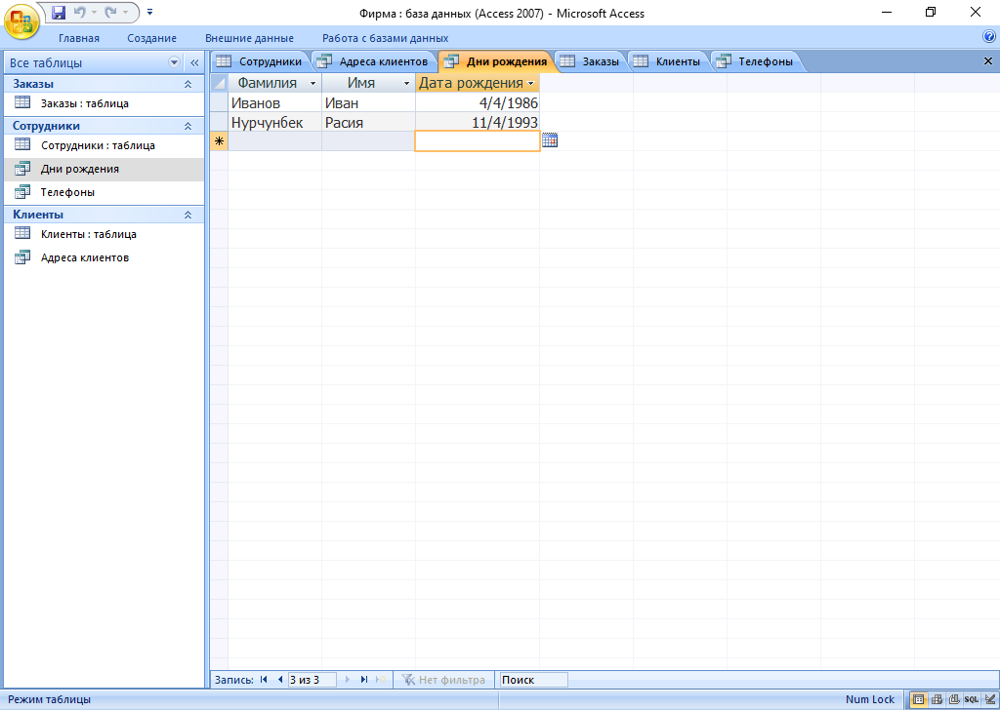 Фирма : база данных (Access 2007) - Microsoft Access
Главная Создание Внешние данные Работа с базами данных
Все таблицы
Заказы
Заказы : таблица
Сотрудники
Сотрудники : таблица
Дни рождения
Телефоны
Клиенты
Клиенты : таблица
Адреса клиентов
Сотрудники Адреса клиентов Дни рождения Заказы Клиенты Телефоны
Фамилия Имя Дата рождения
Иванов Иван 4/4/1986
Нурчунбек Расия 11/4/1993
Запись: 3 из 3 Нет фильтра Поиск
Режим таблицы Num Lock SQL